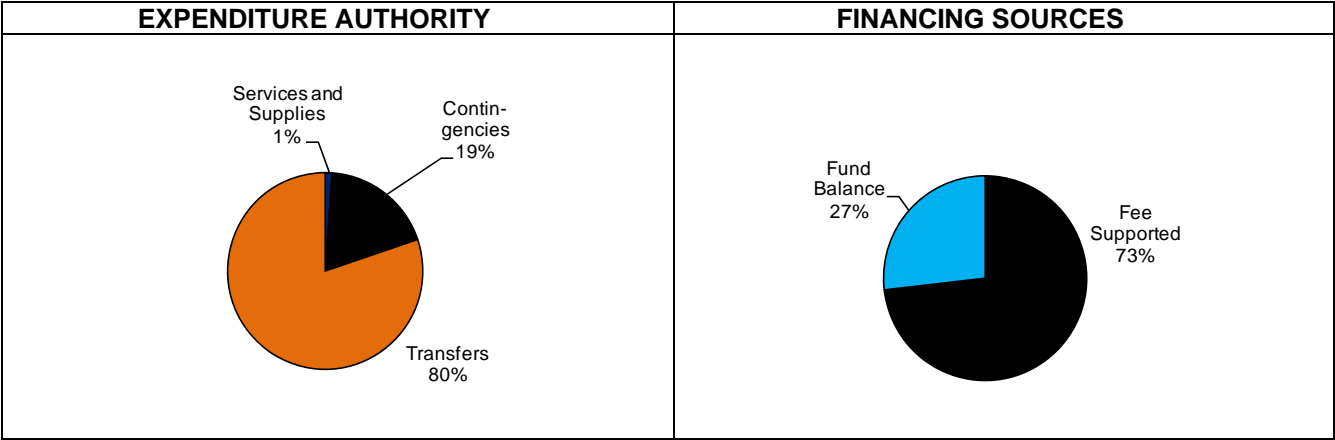 EXPENDITURE AUTHORITY
FINANCING SOURCES
Services and
Supplies
1%
Contin-
gencies
19%
Transfers
80%
Fund
Balance
27%
Fee
Supported
73%